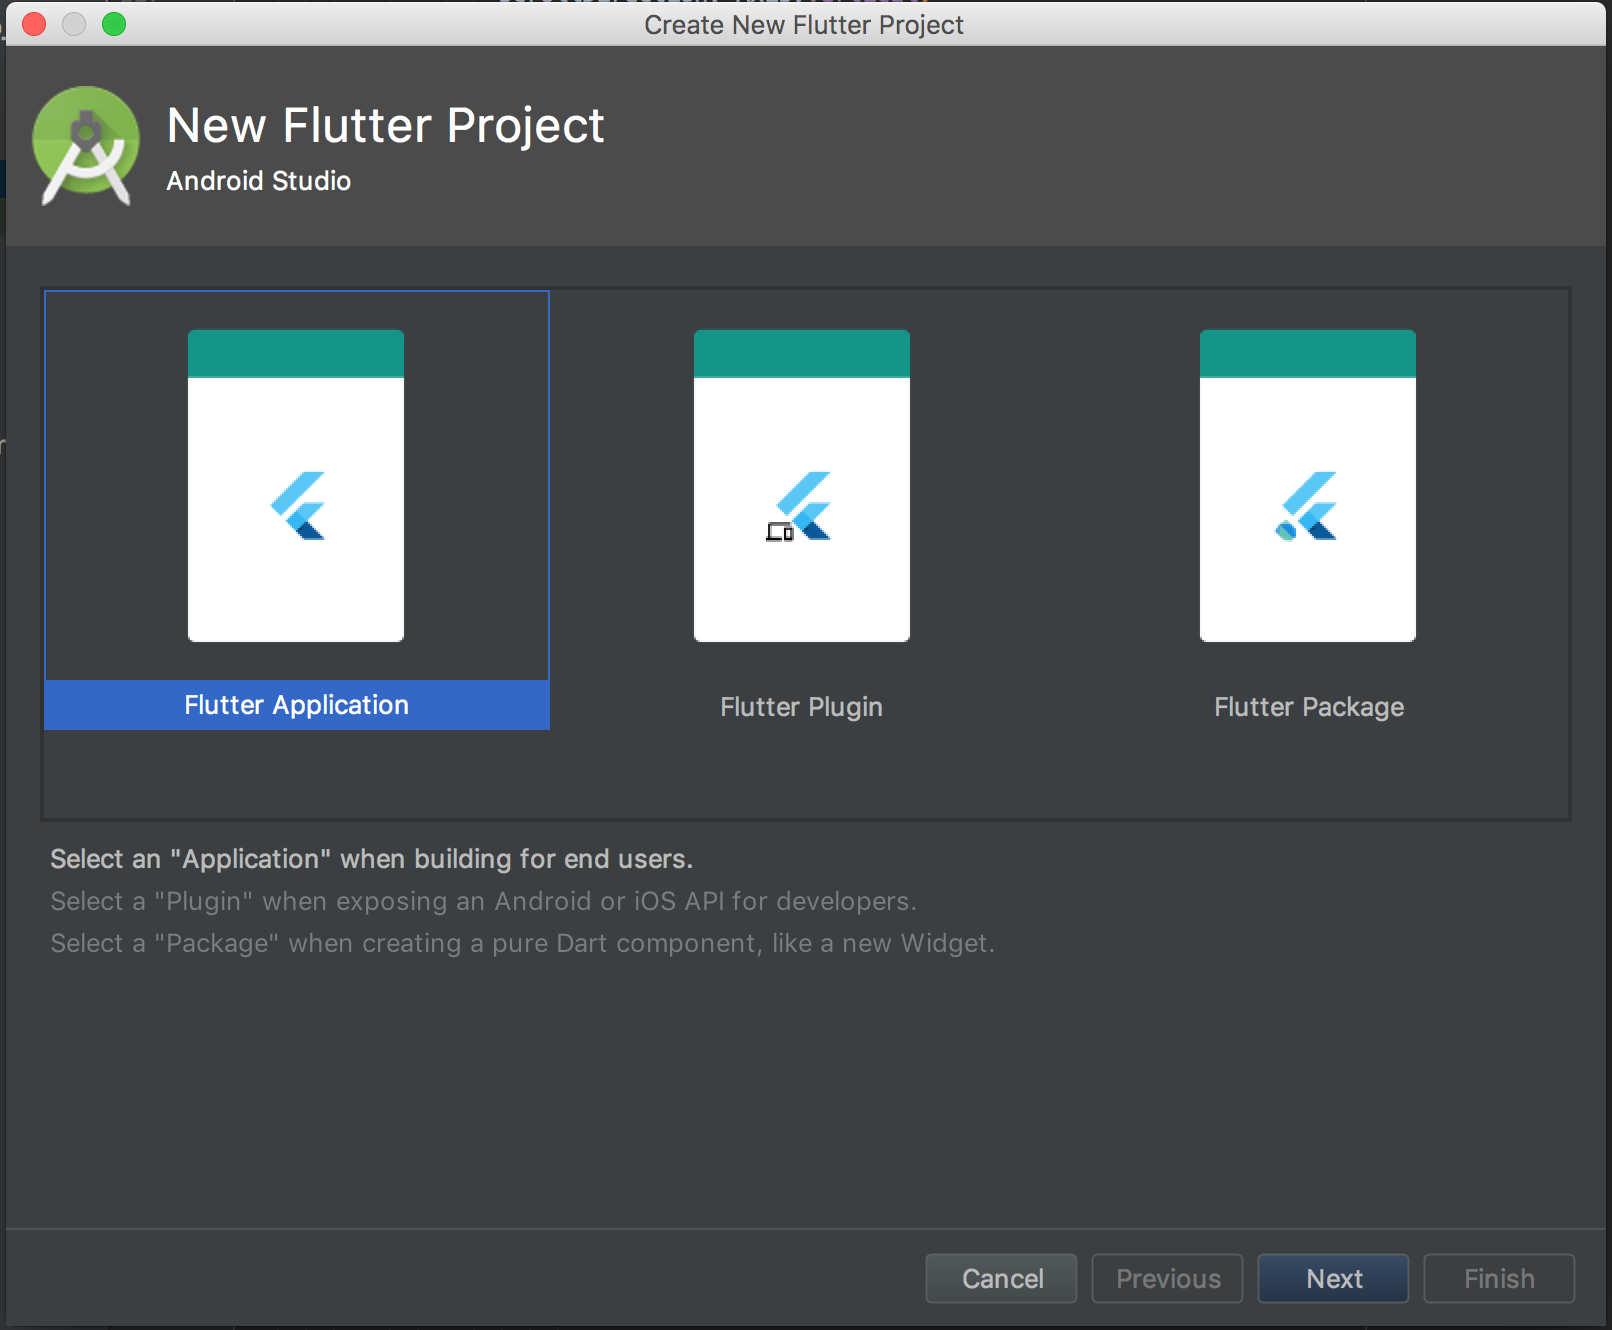 Create New Flutter Project
New Flutter Project
Android Studio
Flutter Application
Flutter Plugin
Flutter Package
Select an "Application" when building for end users.
Select a "Plugin" when exposing an Android or iOS API for developers.
Select a "Package" when creating a pure Dart component, like a new Widget.
Cancel
Previous
Next
Finish